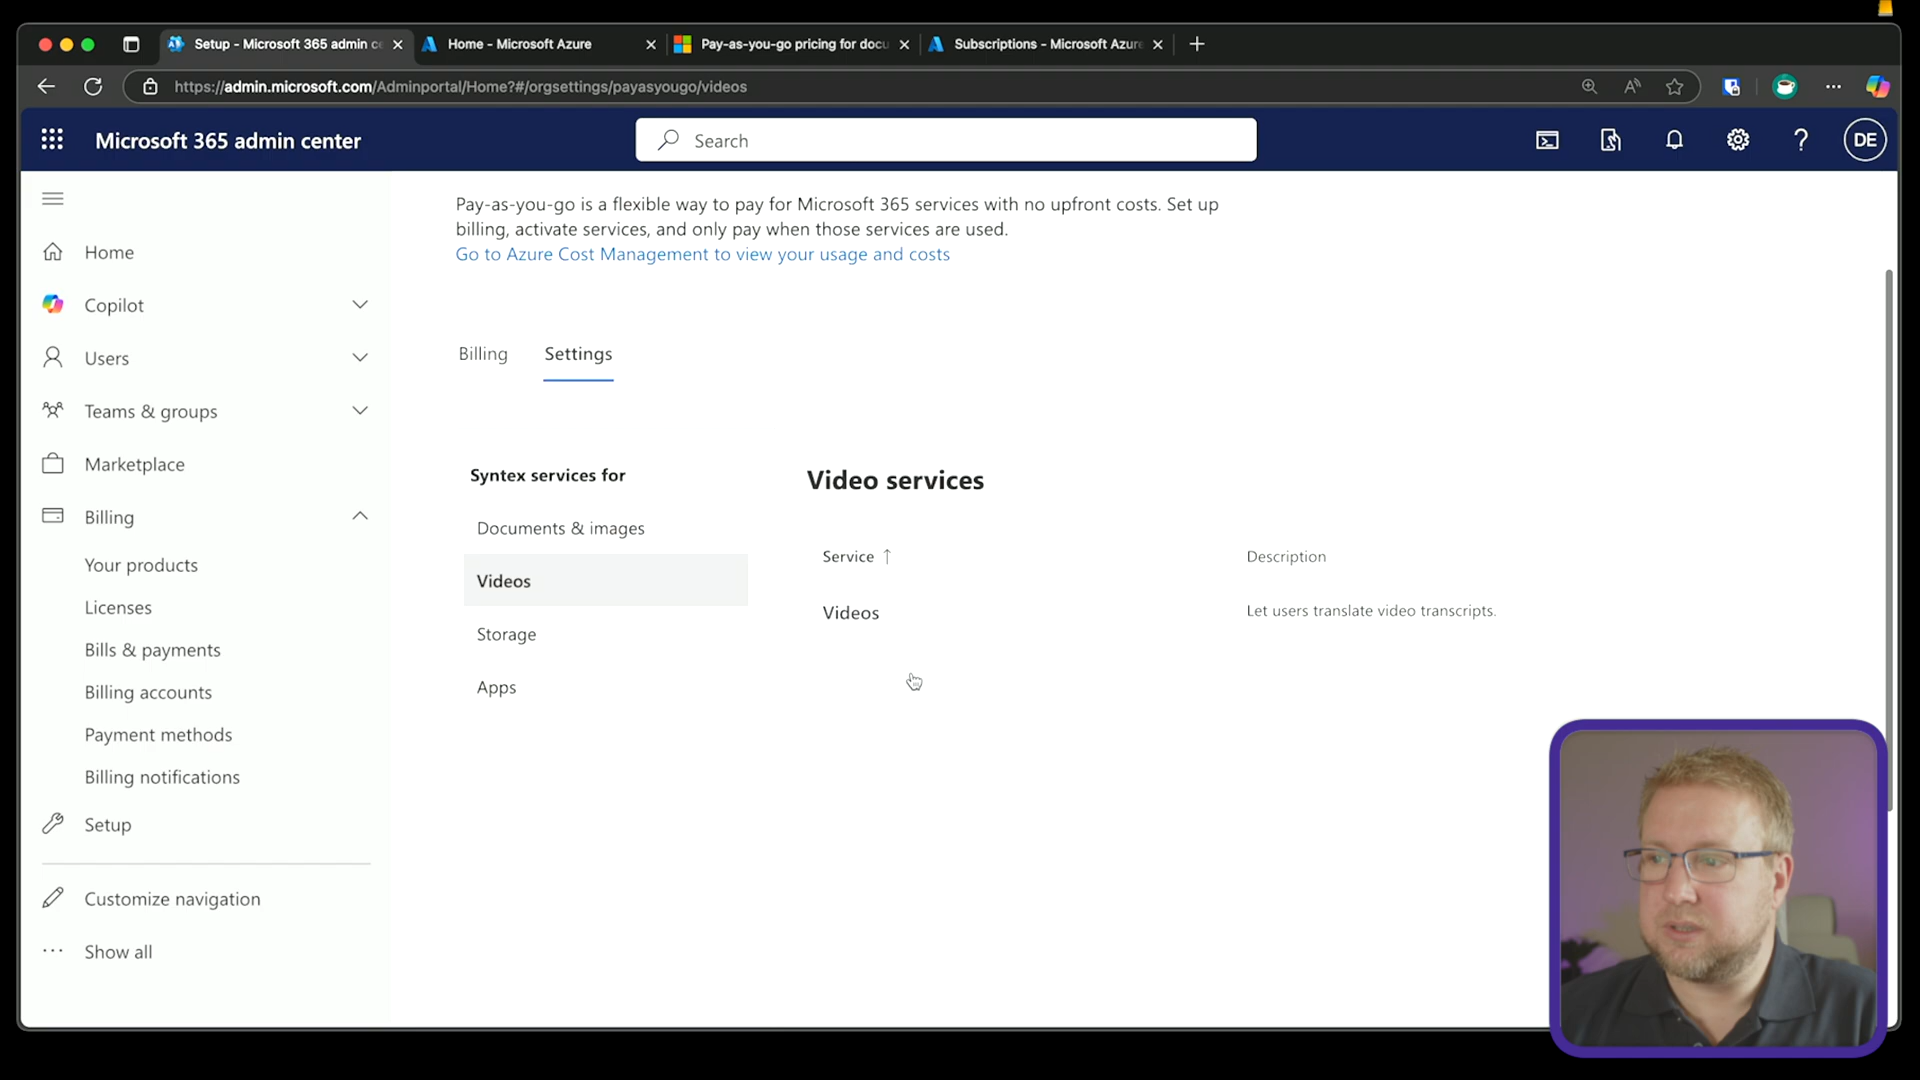 Setup - Microsoft 365 admin ce
Home - Microsoft Azure
Pay-as-you-go pricing for docu
Subscriptions - Microsoft Azur
https://admin.microsoft.com/Adminportal/Home?#/orgsettings/payasyougo/videos
Microsoft 365 admin center
Search
DE
Home
Copilot
Users
Teams & groups
Marketplace
Billing
Your products
Licenses
Bills & payments
Billing accounts
Payment methods
Billing notifications
Setup
Customize navigation
Show all
Pay-as-you-go is a flexible way to pay for Microsoft 365 services with no upfront costs. Set up
billing, activate services, and only pay when those services are used.
Go to Azure Cost Management to view your usage and costs
Billing
Settings
Syntex services for
Documents & images
Videos
Storage
Apps
Video services
Service ↑
Description
Videos
Let users translate video transcripts.